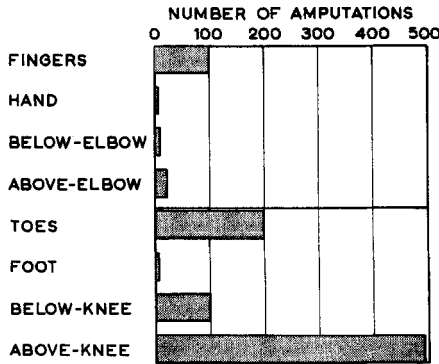 NUMBER OF AMPUTATIONS
0 100 200 300 400 500
FINGERS
HAND
BELOW-ELBOW
ABOVE-ELBOW
TOES
FOOT
BELOW-KNEE
ABOVE-KNEE